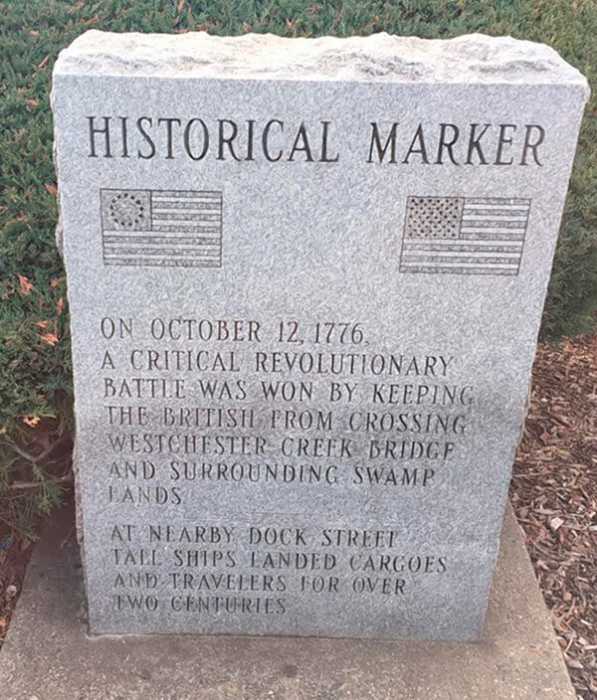 HISTORICAL MARKER
ON OCTOBER 12, 1776,
A CRITICAL REVOLUTIONARY
BATTLE WAS WON BY KEEPING
THE BRITISH FROM CROSSING
WESTCHESTER CREEK BRIDGE
AND SURROUNDING SWAMP
LANDS
AT NEARBY DOCK STREET
TALL SHIPS LANDED CARGOES
AND TRAVELERS FOR OVER
TWO CENTURIES